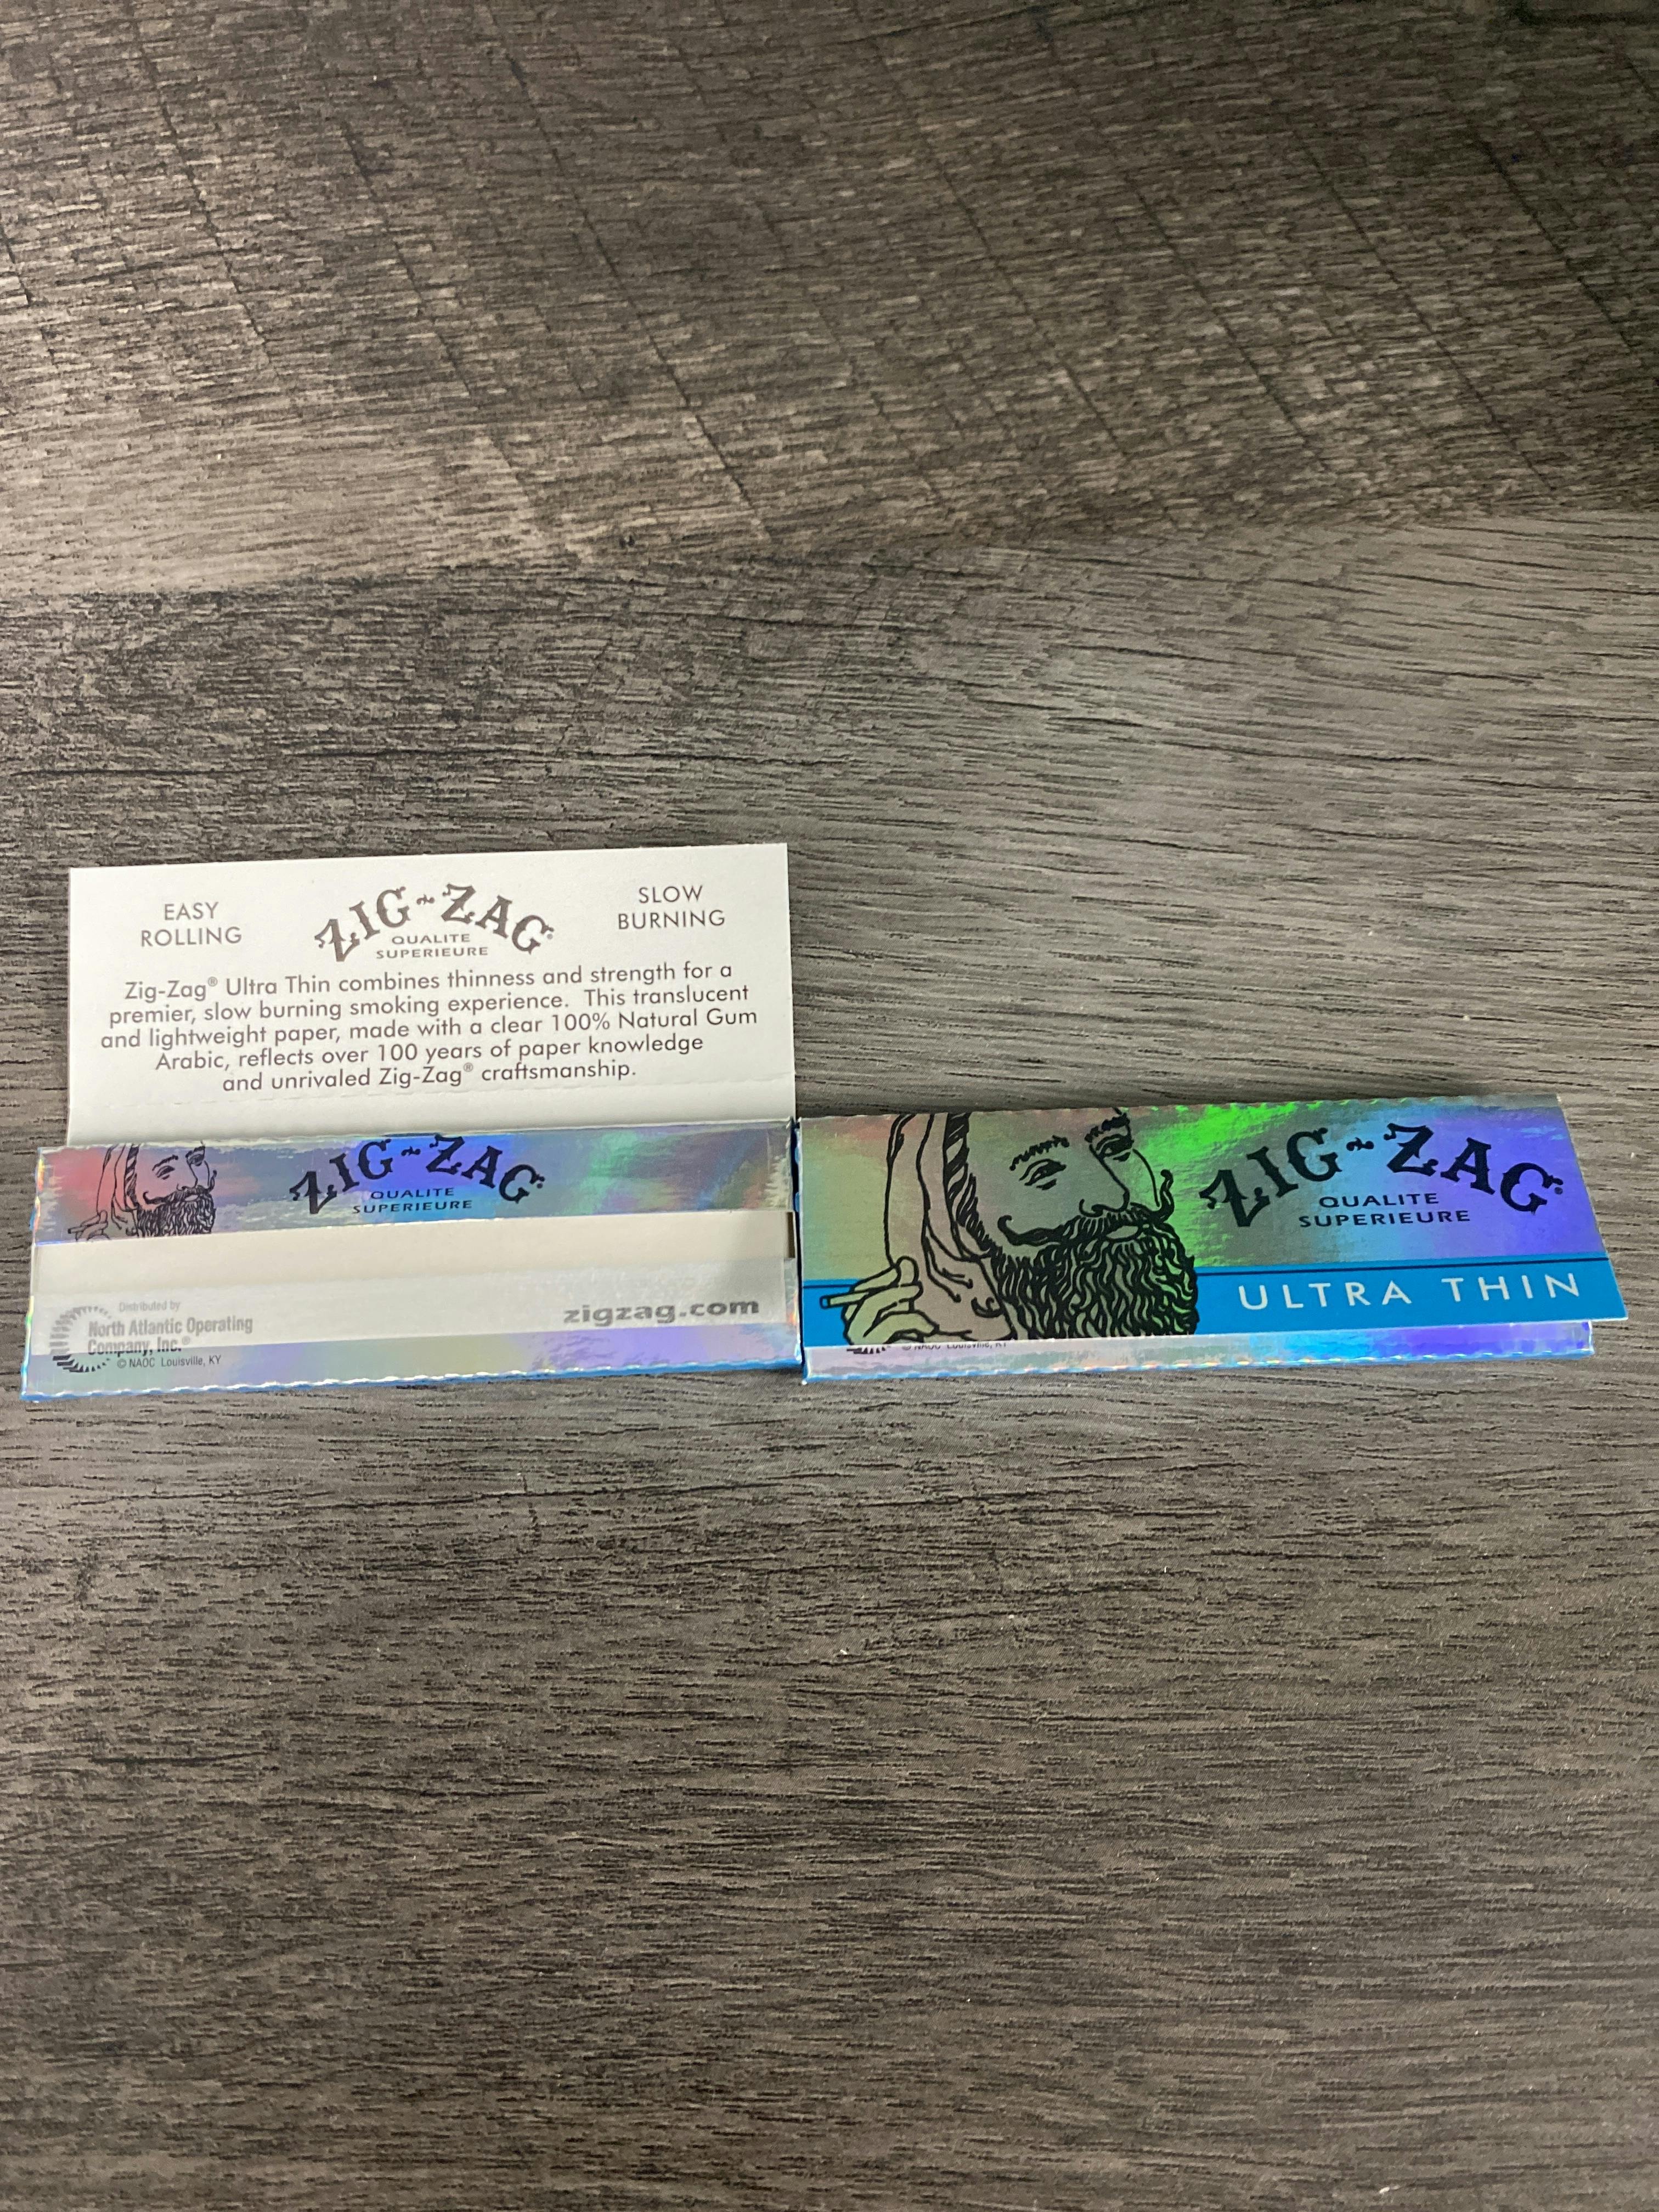 EASY
ROLLING
ZIG-ZAG®
QUALITE
SUPERIEURE
SLOW
BURNING
Zig-Zag® Ultra Thin combines thinness and strength for a
premier, slow burning smoking experience. This translucent
and lightweight paper, made with a clear 100% Natural Gum
Arabic, reflects over 100 years of paper knowledge
and unrivaled Zig-Zag® craftsmanship.
ZIG-ZAG®
QUALITE
SUPERIEURE
Distributed by
North Atlantic Operating
Company, Inc.®
© NAOC Louisville, KY
zigzag.com
ZIG-ZAG®
QUALITE
SUPERIEURE
ULTRA THIN
© NAOC Louisville, KY